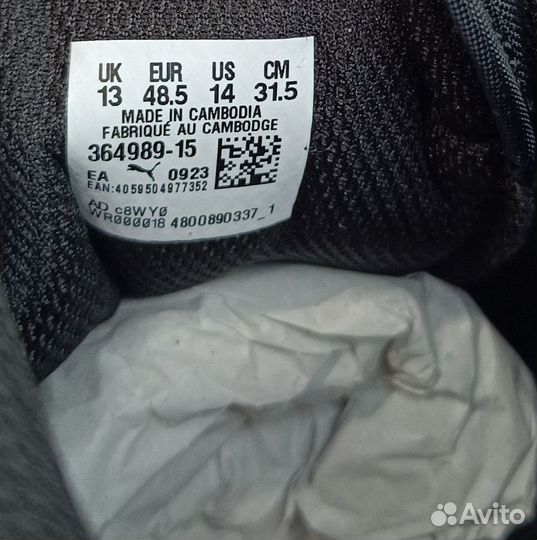 UK EUR US CM
13 48.5 14 31.5
MADE IN CAMBODIA
FABRIQUÉ AU CAMBODGE
364989-15
EA 0923
EAN:4059504977352
AD c8WY0
WR000018 4800890337_1
Avito